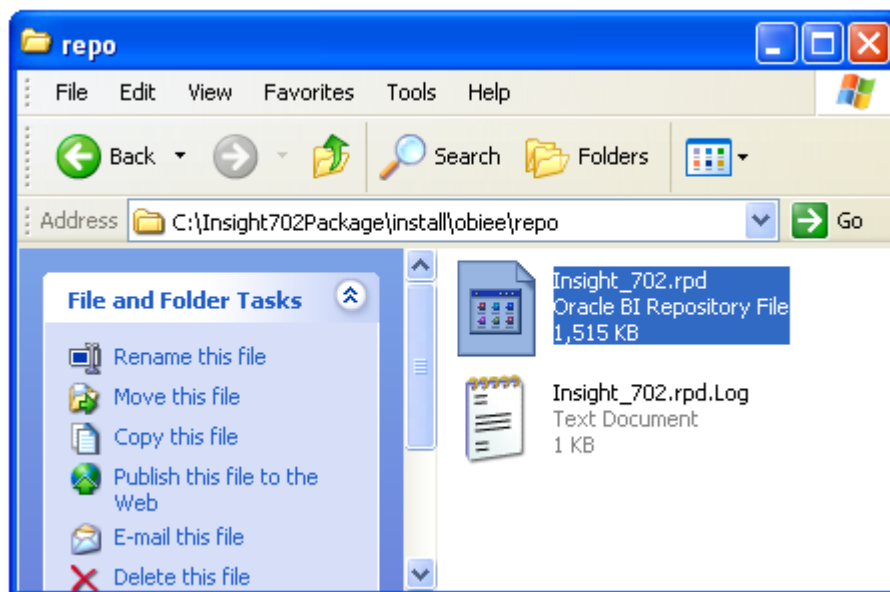 repo
File Edit View Favorites Tools Help
Back Search Folders
Address C:\Insight702Package\install\obiee\repo Go
File and Folder Tasks
Rename this file
Move this file
Copy this file
Publish this file to the
Web
E-mail this file
Delete this file
Insight_702.rpd
Oracle BI Repository File
1,515 KB
Insight_702.rpd.Log
Text Document
1 KB